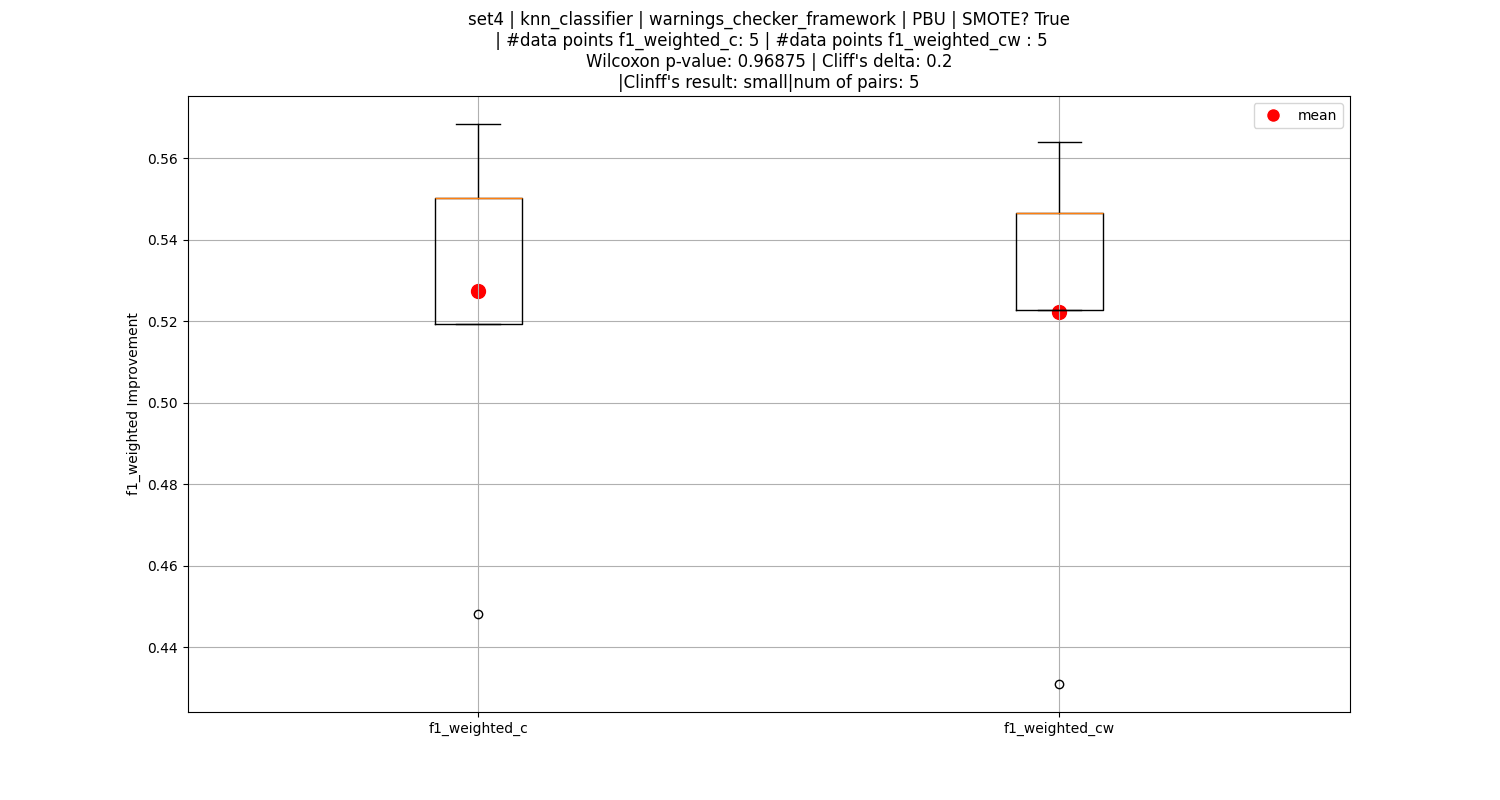 set4 | knn_classifier | warnings_checker_framework | PBU | SMOTE? True
| #data points f1_weighted_c: 5 | #data points f1_weighted_cw : 5
Wilcoxon p-value: 0.96875 | Cliff's delta: 0.2
|Clinff's result: small|num of pairs: 5
mean
0.56
0.54
0.52
0.50
0.48
0.46
0.44
f1_weighted Improvement
f1_weighted_c
f1_weighted_cw